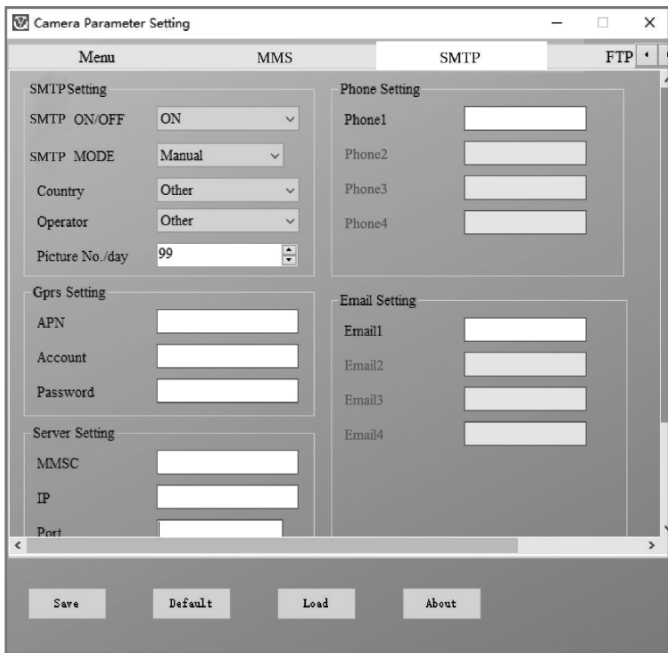 Camera Parameter Setting
Menu MMS SMTP FTP
SMTP Setting
SMTP ON/OFF ON
SMTP MODE Manual
Country Other
Operator Other
Picture No./day 99
Gprs Setting
APN
Account
Password
Server Setting
MMSC
IP
Port
Phone Setting
Phone1
Phone2
Phone3
Phone4
Email Setting
Email1
Email2
Email3
Email4
Save Default Load About